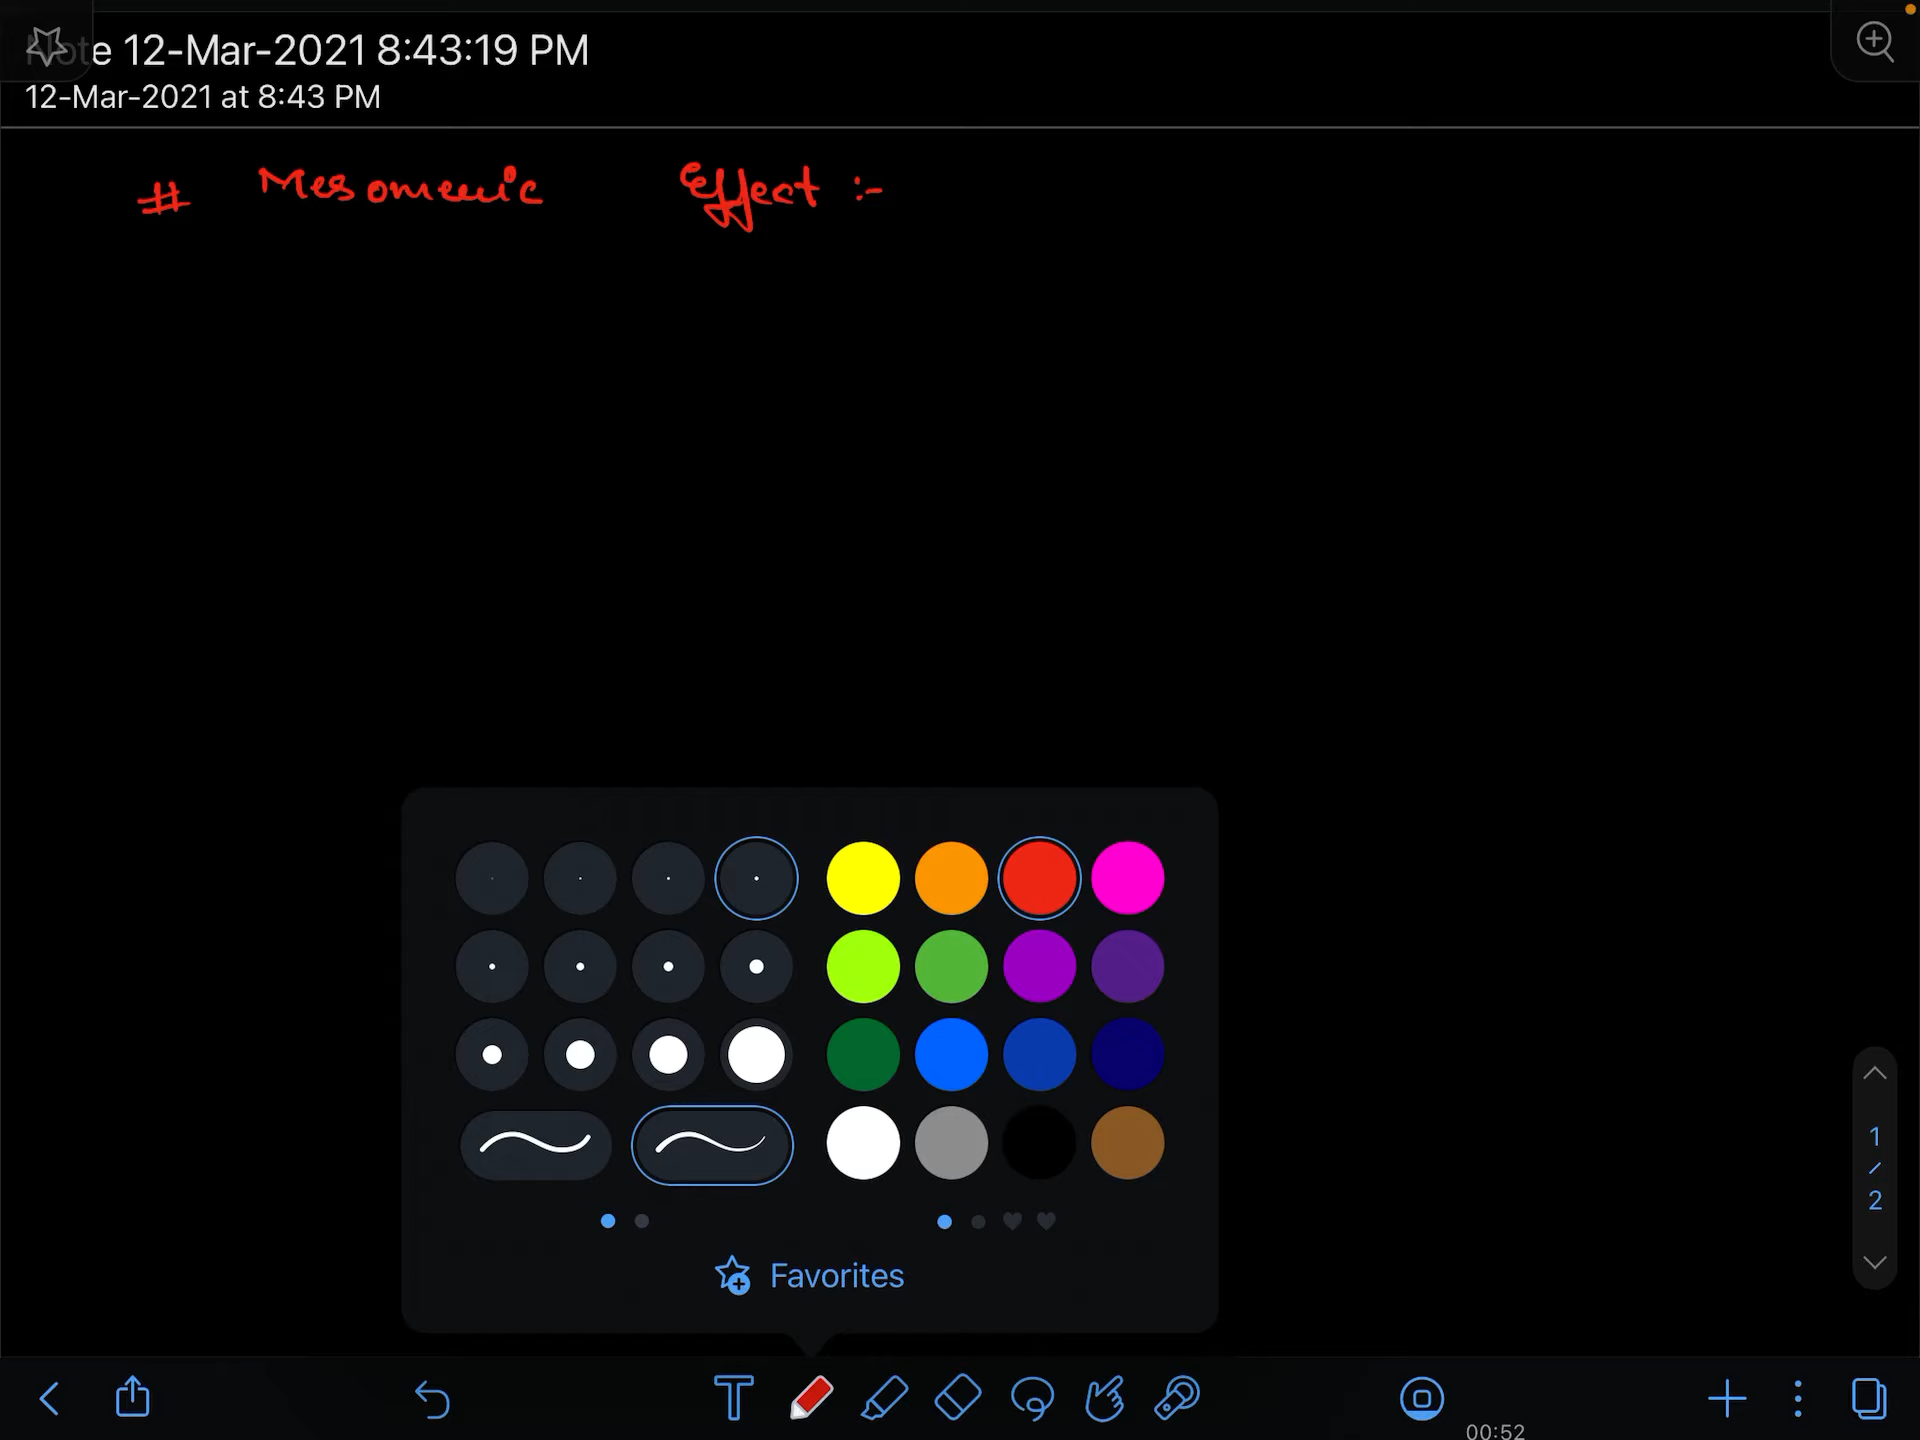 Note 12-Mar-2021 8:43:19 PM
12-Mar-2021 at 8:43 PM
# Mesomeric Effect :-
Favorites
1
/
2
00:52